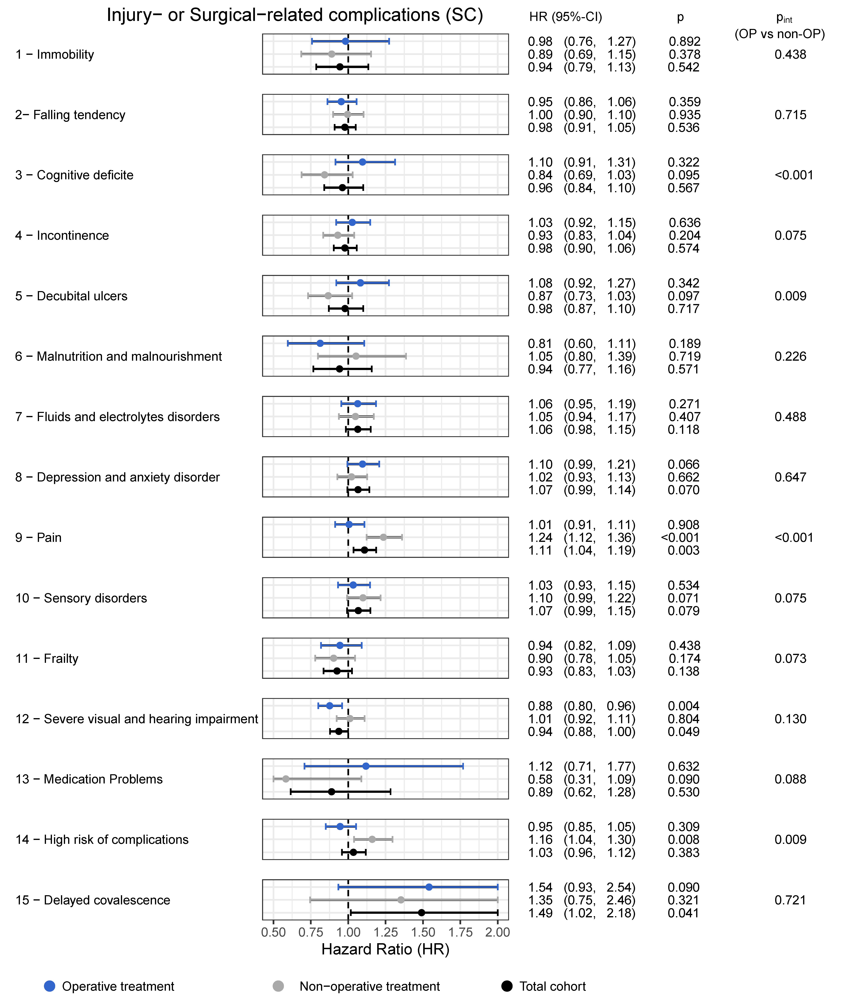 Injury− or Surgical−related complications (SC) HR (95%-CI) p pint
(OP vs non-OP)
0.98 (0.76, 1.27) 0.892
1 − Immobility 0.89 (0.69, 1.15) 0.378 0.438
0.94 (0.79, 1.13) 0.542
0.95 (0.86, 1.06) 0.359
2− Falling tendency 1.00 (0.90, 1.10) 0.935 0.715
0.98 (0.91, 1.05) 0.536
1.10 (0.91, 1.31) 0.322
3 − Cognitive deficite 0.84 (0.69, 1.03) 0.095 <0.001
0.96 (0.84, 1.10) 0.567
1.03 (0.92, 1.15) 0.636
4 − Incontinence 0.93 (0.83, 1.04) 0.204 0.075
0.98 (0.90, 1.06) 0.574
1.08 (0.92, 1.27) 0.342
5 − Decubital ulcers 0.87 (0.73, 1.03) 0.097 0.009
0.98 (0.87, 1.10) 0.717
0.81 (0.60, 1.11) 0.189
6 − Malnutrition and malnourishment 1.05 (0.80, 1.39) 0.719 0.226
0.94 (0.77, 1.16) 0.571
1.06 (0.95, 1.19) 0.271
7 − Fluids and electrolytes disorders 1.05 (0.94, 1.17) 0.407 0.488
1.06 (0.98, 1.15) 0.118
1.10 (0.99, 1.21) 0.066
8 − Depression and anxiety disorder 1.02 (0.93, 1.13) 0.662 0.647
1.07 (0.99, 1.14) 0.070
1.01 (0.91, 1.11) 0.908
9 − Pain 1.24 (1.12, 1.36) <0.001 <0.001
1.11 (1.04, 1.19) 0.003
1.03 (0.93, 1.15) 0.534
10 − Sensory disorders 1.10 (0.99, 1.22) 0.071 0.075
1.07 (0.99, 1.15) 0.079
0.94 (0.82, 1.09) 0.438
11 − Frailty 0.90 (0.78, 1.05) 0.174 0.073
0.93 (0.83, 1.03) 0.138
0.88 (0.80, 0.96) 0.004
12 − Severe visual and hearing impairment 1.01 (0.92, 1.11) 0.804 0.130
0.94 (0.88, 1.00) 0.049
1.12 (0.71, 1.77) 0.632
13 − Medication Problems 0.58 (0.31, 1.09) 0.090 0.088
0.89 (0.62, 1.28) 0.530
0.95 (0.85, 1.05) 0.309
14 − High risk of complications 1.16 (1.04, 1.30) 0.008 0.009
1.03 (0.96, 1.12) 0.383
1.54 (0.93, 2.54) 0.090
15 − Delayed covalescence 1.35 (0.75, 2.46) 0.321 0.721
1.49 (1.02, 2.18) 0.041
0.50 0.75 1.00 1.25 1.50 1.75 2.00
Hazard Ratio (HR)
Operative treatment Non−operative treatment Total cohort